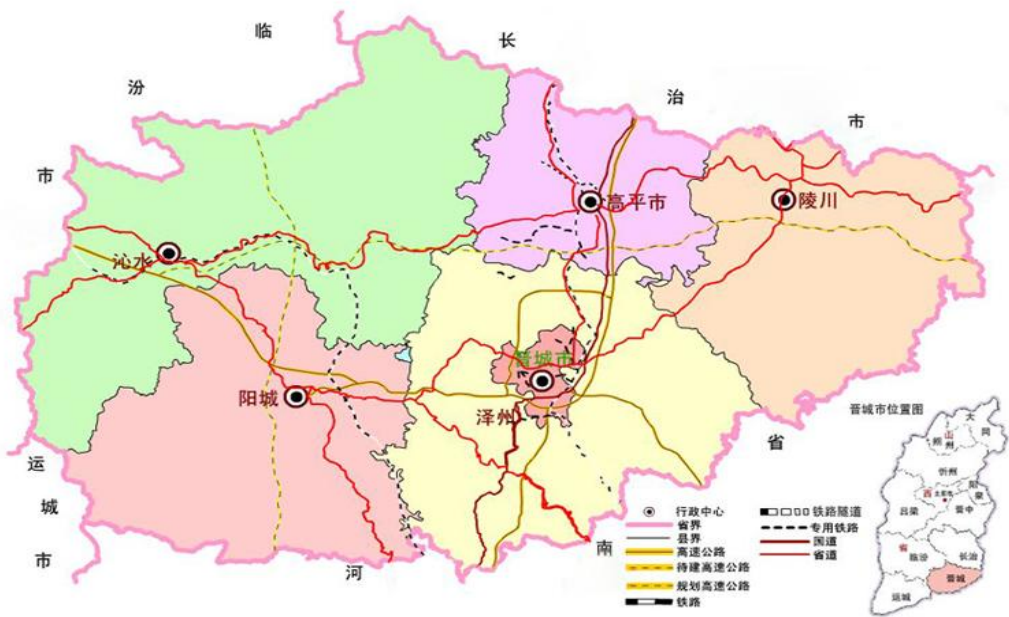 临
汾
市
长
治
市
沁水
高平市
陵川
晋城市
阳城
泽州
运
城
市
河
南
省
晋城市位置图
大
同
朔
州
山
忻州
西
阳
泉
吕梁
晋中
省
临汾
长治
晋城
运城
行政中心
省界
县界
高速公路
待建高速公路
规划高速公路
铁路
铁路隧道
专用铁路
国道
省道